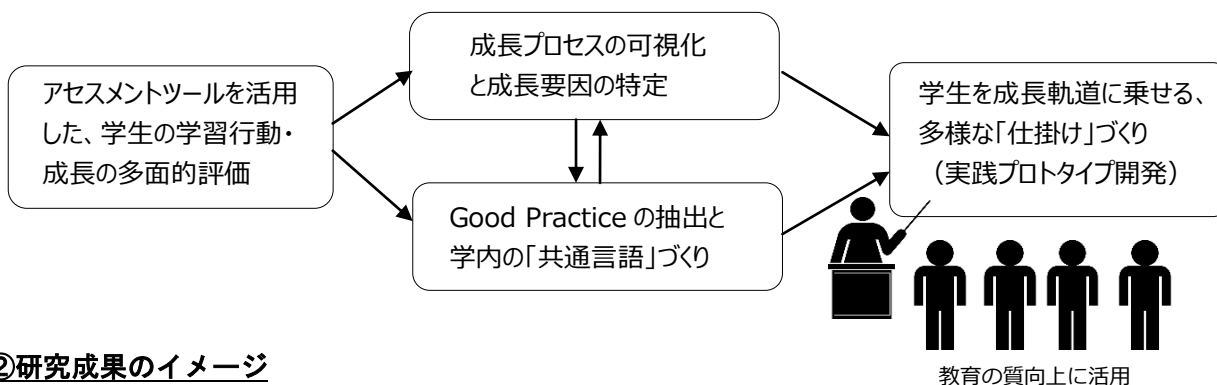 アセスメントツールを活用
した、学生の学習行動・
成長の多面的評価
成長プロセスの可視化
と成長要因の特定
Good Practice の抽出と
学内の「共通言語」づくり
学生を成長軌道に乗せる、
多様な「仕掛け」づくり
（実践プロトタイプ開発）
教育の質向上に活用
②研究成果のイメージ